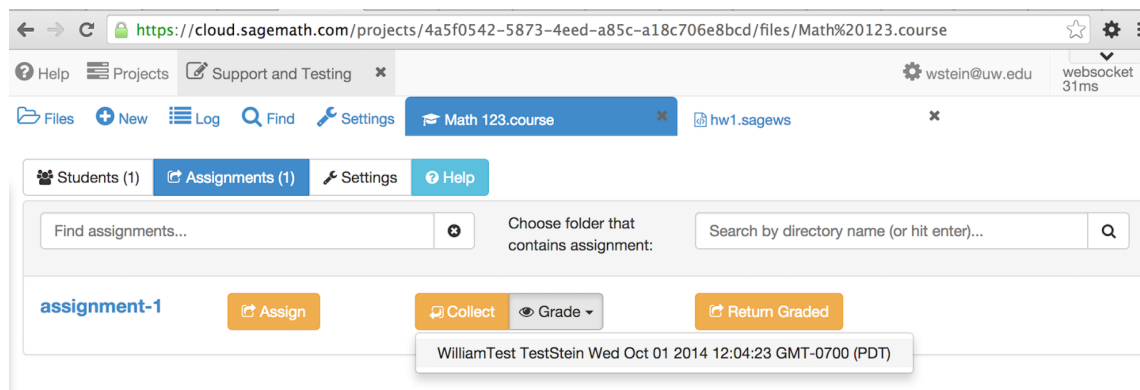 https://cloud.sagemath.com/projects/4a5f0542-5873-4eed-a85c-a18c706e8bcd/files/Math%20123.course
Help Projects Support and Testing wstein@uw.edu websocket
31ms
Files New Log Find Settings Math 123.course hw1.sagews
Students (1) Assignments (1) Settings Help
Find assignments... Choose folder that
contains assignment: Search by directory name (or hit enter)...
assignment-1 Assign Collect Grade Return Graded
WilliamTest TestStein Wed Oct 01 2014 12:04:23 GMT-0700 (PDT)